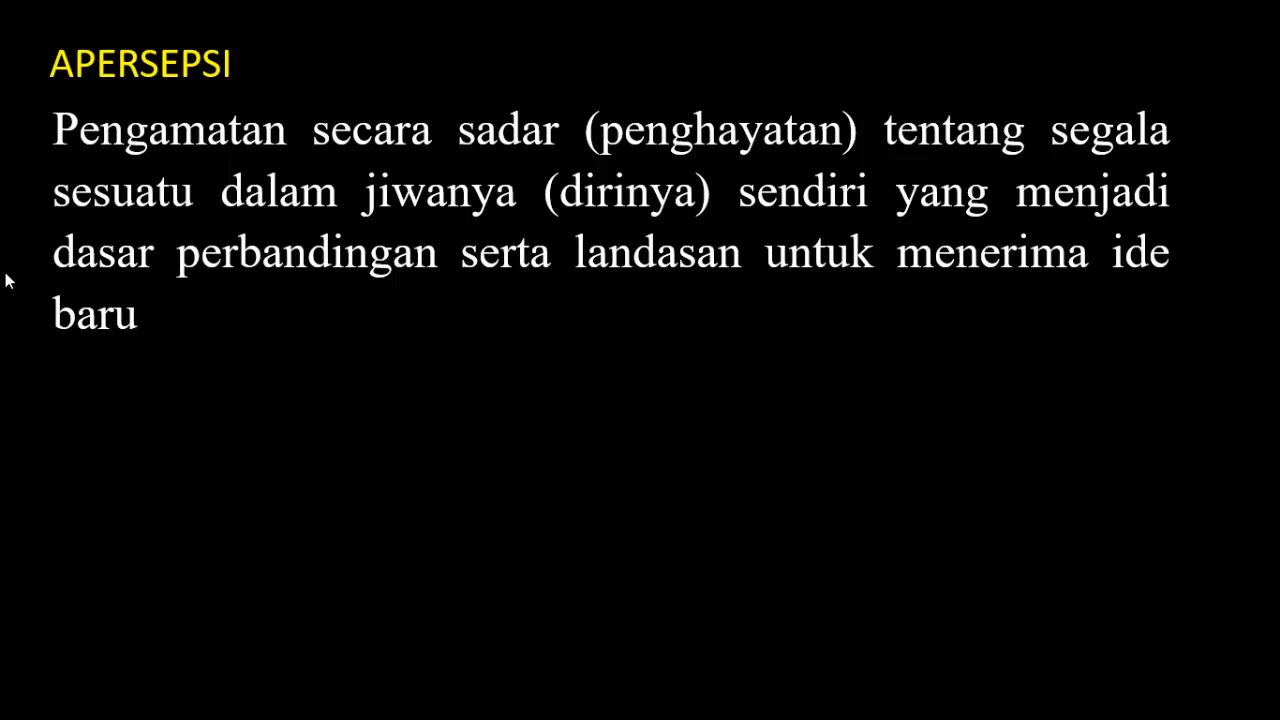 APERSEPSI
Pengamatan secara sadar (penghayatan) tentang segala
sesuatu dalam jiwanya (dirinya) sendiri yang menjadi
dasar perbandingan serta landasan untuk menerima ide
baru